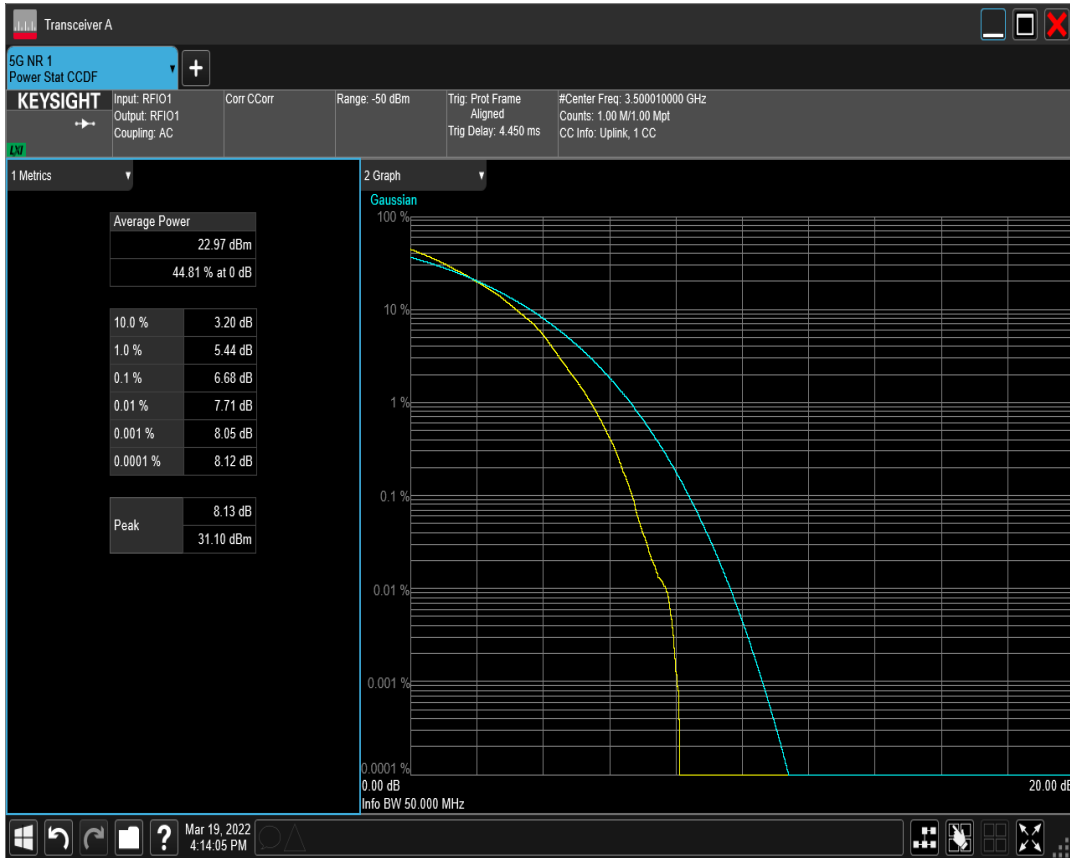 Transceiver A
5G NR 1
Power Stat CCDF
KEYSIGHT
LXI
Input: RFIO1
Output: RFIO1
Coupling: AC
Corr CCorr
Range: -50 dBm
Trig: Prot Frame
Aligned
Trig Delay: 4.450 ms
#Center Freq: 3.500010000 GHz
Counts: 1.00 M/1.00 Mpt
CC Info: Uplink, 1 CC
1 Metrics
Average Power
22.97 dBm
44.81 % at 0 dB
10.0 % 3.20 dB
1.0 % 5.44 dB
0.1 % 6.68 dB
0.01 % 7.71 dB
0.001 % 8.05 dB
0.0001 % 8.12 dB
Peak
8.13 dB
31.10 dBm
2 Graph
Gaussian
100 %
10 %
1 %
0.1 %
0.01 %
0.001 %
0.0001 %
0.00 dB 20.00 dB
Info BW 50.000 MHz
?
Mar 19, 2022
4:14:05 PM